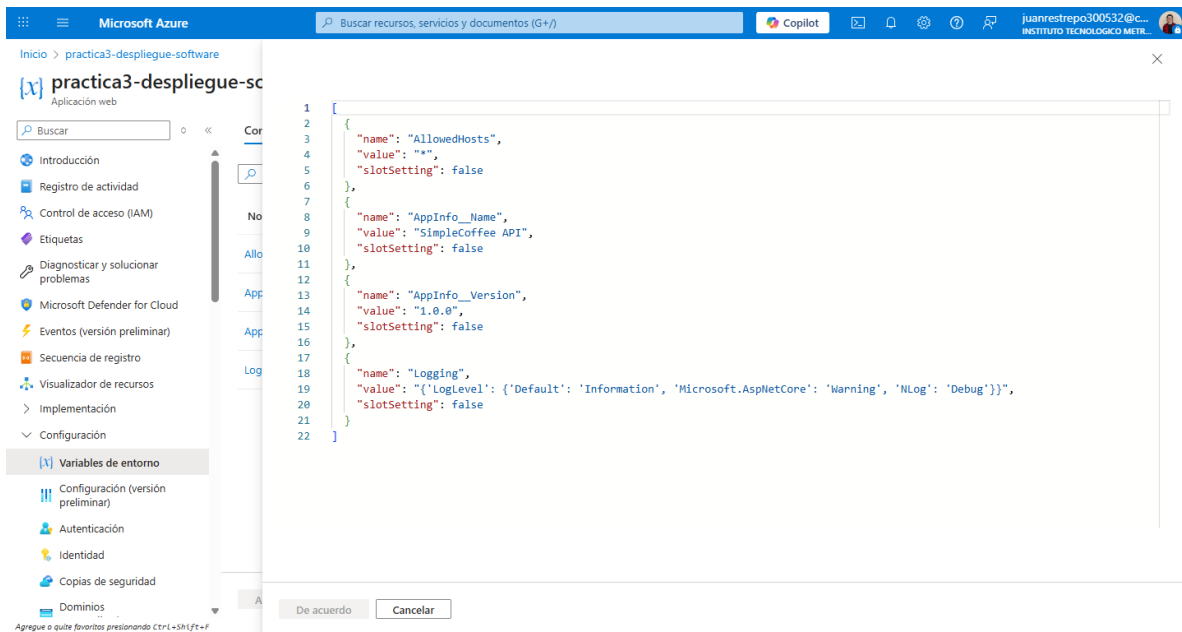 Microsoft Azure
Buscar recursos, servicios y documentos (G+/)
Copilot
juanrestrepo300532@c...
INSTITUTO TECNOLOGICO METR...
Inicio > practica3-despliegue-software
{x} practica3-despliegue-so
Aplicación web
Buscar
Introducción
Registro de actividad
Control de acceso (IAM)
Etiquetas
Diagnosticar y solucionar
problemas
Microsoft Defender for Cloud
Eventos (versión preliminar)
Secuencia de registro
Visualizador de recursos
Implementación
Configuración
Variables de entorno
Configuración (versión
preliminar)
Autenticación
Identidad
Copias de seguridad
Dominios
Agregue o quite favoritos presionando Ctrl+Shift+F
Cor
No
Allo
App
App
Log
A
1 [
2 {
3 "name": "AllowedHosts",
4 "value": "*",
5 "slotSetting": false
6 },
7 {
8 "name": "AppInfo__Name",
9 "value": "SimpleCoffee API",
10 "slotSetting": false
11 },
12 {
13 "name": "AppInfo__Version",
14 "value": "1.0.0",
15 "slotSetting": false
16 },
17 {
18 "name": "Logging",
19 "value": "{'LogLevel': {'Default': 'Information', 'Microsoft.AspNetCore': 'Warning', 'NLog': 'Debug'}}",
20 "slotSetting": false
21 }
22 ]
De acuerdo
Cancelar